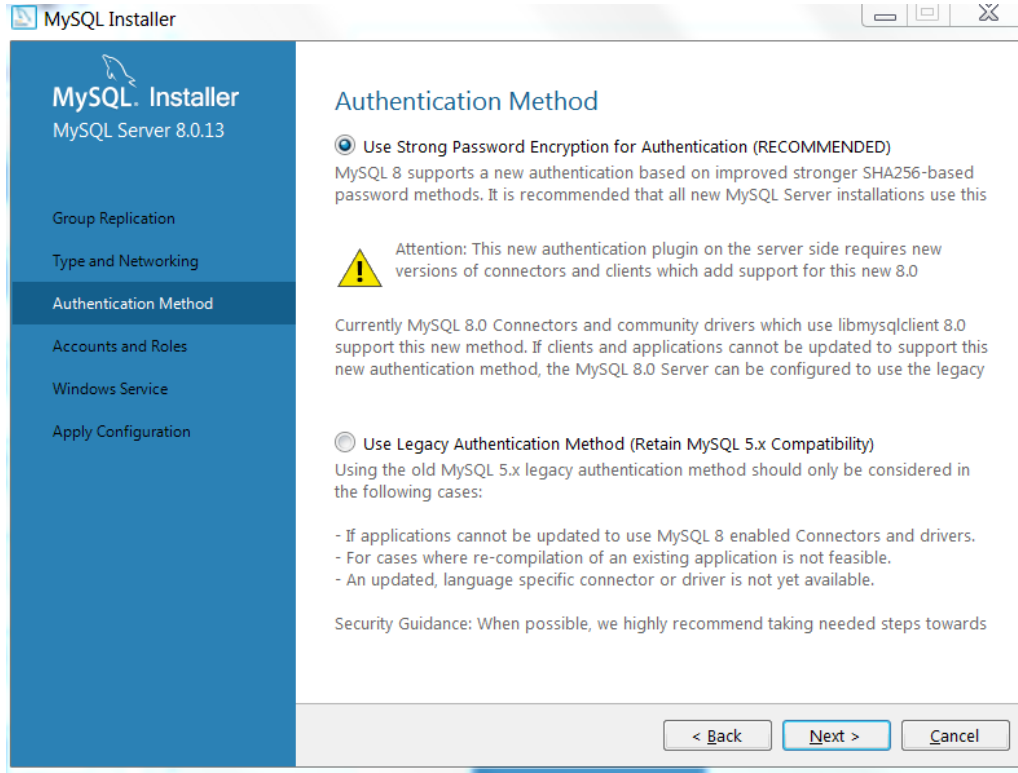 MySQL Installer
MySQL. Installer
MySQL Server 8.0.13
Group Replication
Type and Networking
Authentication Method
Accounts and Roles
Windows Service
Apply Configuration
Authentication Method
Use Strong Password Encryption for Authentication (RECOMMENDED)
MySQL 8 supports a new authentication based on improved stronger SHA256-based
password methods. It is recommended that all new MySQL Server installations use this
Attention: This new authentication plugin on the server side requires new
versions of connectors and clients which add support for this new 8.0
Currently MySQL 8.0 Connectors and community drivers which use libmysqlclient 8.0
support this new method. If clients and applications cannot be updated to support this
new authentication method, the MySQL 8.0 Server can be configured to use the legacy
Use Legacy Authentication Method (Retain MySQL 5.x Compatibility)
Using the old MySQL 5.x legacy authentication method should only be considered in
the following cases:
- If applications cannot be updated to use MySQL 8 enabled Connectors and drivers.
- For cases where re-compilation of an existing application is not feasible.
- An updated, language specific connector or driver is not yet available.
Security Guidance: When possible, we highly recommend taking needed steps towards
< Back
Next >
Cancel